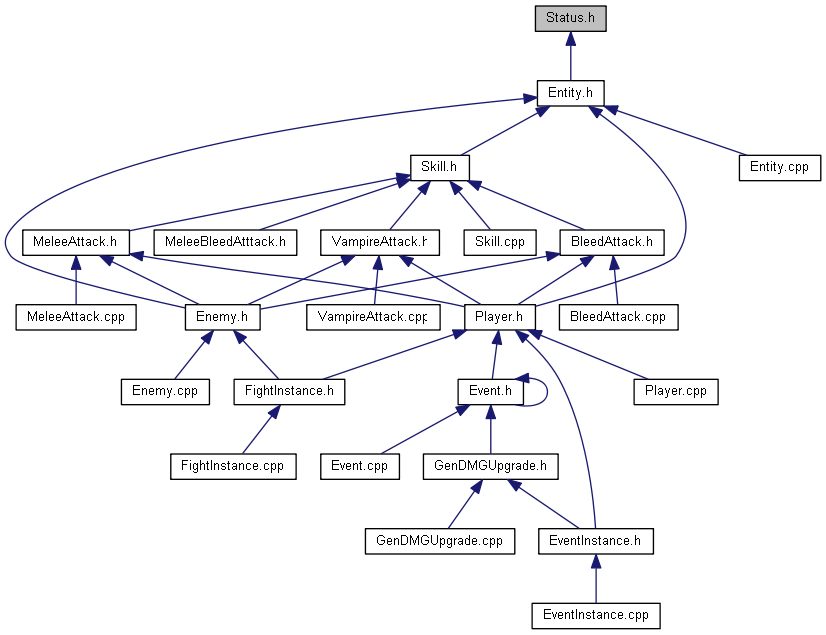 Status.h
Entity.h
Skill.h
Entity.cpp
MeleeAttack.h
MeleeBleedAtttack.h
VampireAttack.h
Skill.cpp
BleedAttack.h
MeleeAttack.cpp
Enemy.h
VampireAttack.cpp
Player.h
BleedAttack.cpp
Enemy.cpp
FightInstance.h
Event.h
Player.cpp
FightInstance.cpp
Event.cpp
GenDMGUpgrade.h
GenDMGUpgrade.cpp
EventInstance.h
EventInstance.cpp